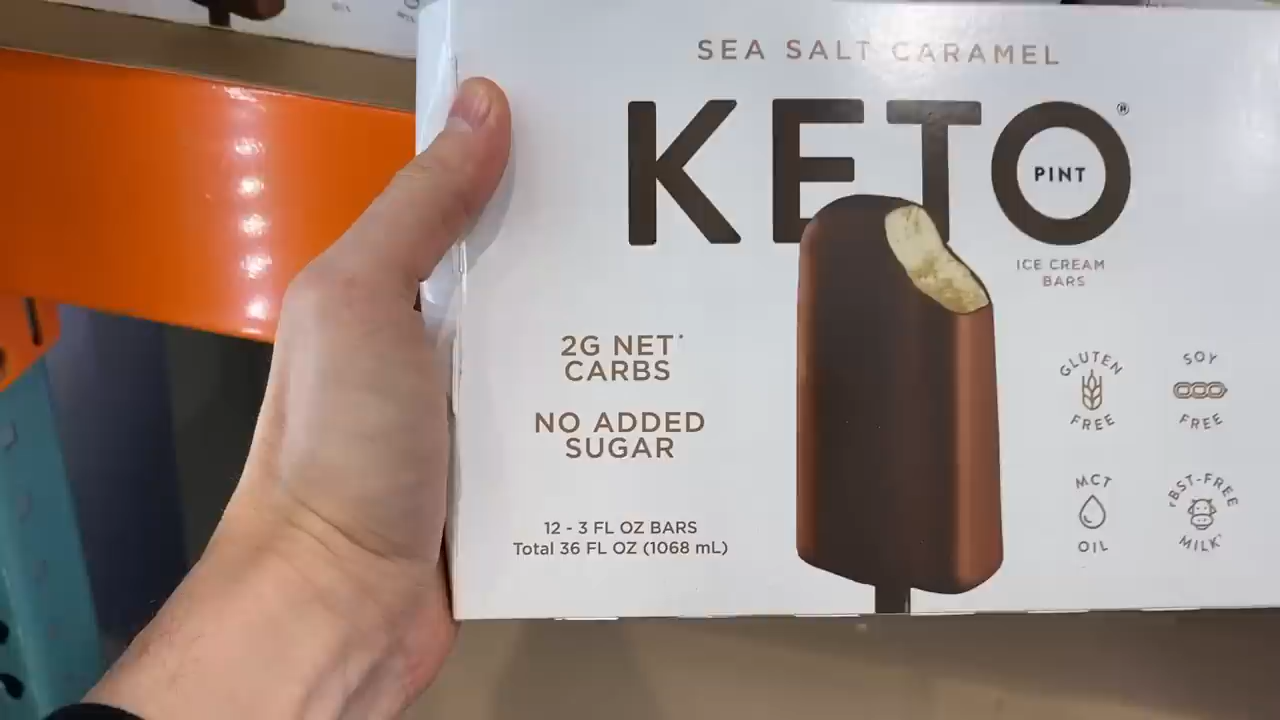 SEA SALT CARAMEL
KETO®
PINT
ICE CREAM
BARS
2G NET*
CARBS
NO ADDED
SUGAR
12 - 3 FL OZ BARS
Total 36 FL OZ (1068 mL)
GLUTEN
FREE
SOY
FREE
MCT
OIL
rBST-FREE
MILK*